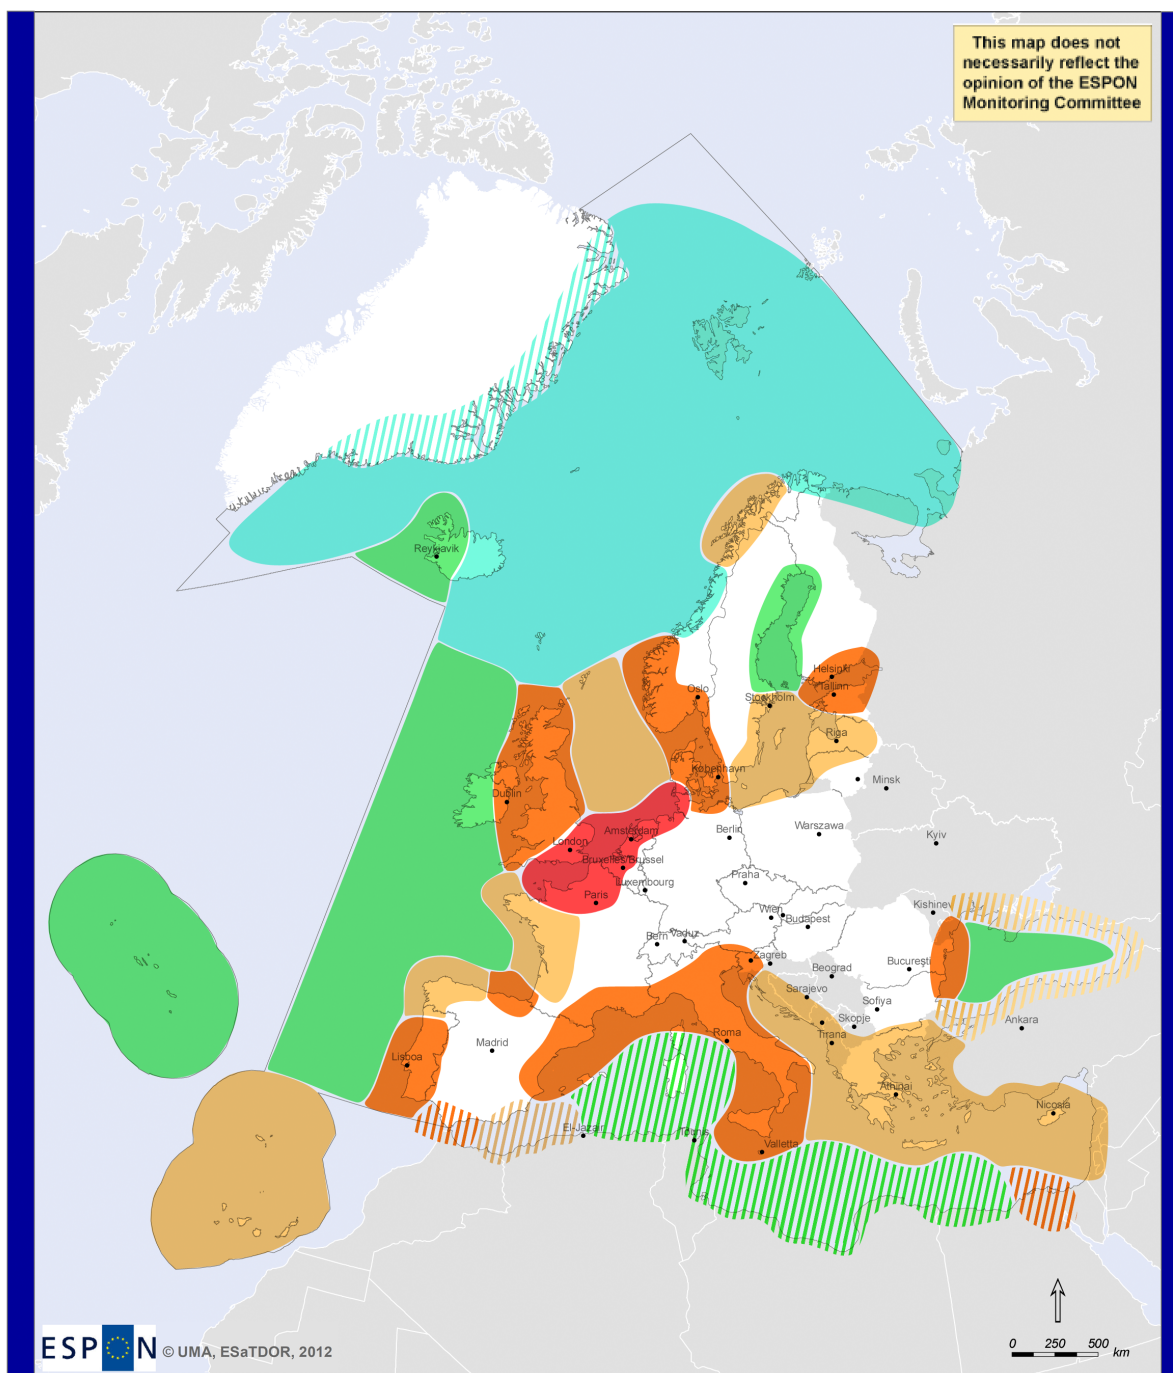 This map does not
necessarily reflect the
opinion of the ESPON
Monitoring Committee
Reykjavik
Helsinki
Tallinn
Oslo
Stockholm
Riga
København
Minsk
Dublin
Berlin
Warszawa
Amsterdam
London
Kyiv
Bruxelles/Brussel
Praha
Luxembourg
Paris
Kishinev
Wien
Budapest
Bern
Vaduz
Zagreb
Bucureşti
Beograd
Sarajevo
Sofiya
Skopje
Ankara
Roma
Tirana
Madrid
Lisboa
Athinai
Nicosia
El-Jazair
Tounis
Valletta
ESPON © UMA, ESaTDOR, 2012
0 250 500
km